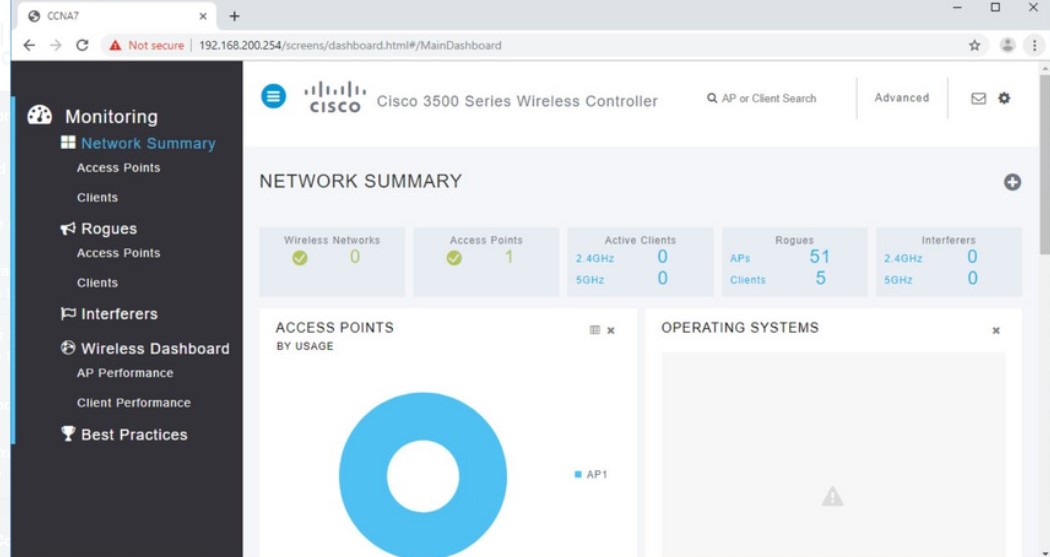 CCNA7
Not secure
192.168.200.254/screens/dashboard.html#/MainDashboard
Monitoring
Network Summary
Access Points
Clients
Rogues
Access Points
Clients
Interferers
Wireless Dashboard
AP Performance
Client Performance
Best Practices
CISCO
Cisco 3500 Series Wireless Controller
AP or Client Search
Advanced
NETWORK SUMMARY
Wireless Networks
0
Access Points
1
Active Clients
2.4GHz 0
5GHz 0
Rogues
APs 51
Clients 5
Interferers
2.4GHz 0
5GHz 0
ACCESS POINTS
BY USAGE
AP1
OPERATING SYSTEMS